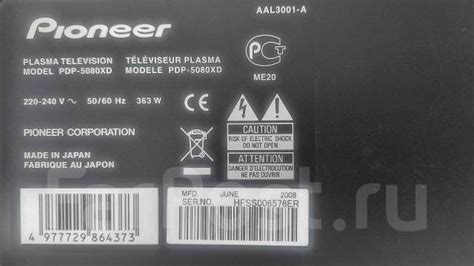 AAL3001-A
Pioneer
PLASMA TELEVISION TÉLÉVISEUR PLASMA
MODEL PDP-5080XD MODELE PDP-5080XD
220-240 V ~ 50/60 Hz 363 W
PCT
ME20
PIONEER CORPORATION
MADE IN JAPAN
FABRIQUE AU JAPON
CAUTION
RISK OF ELECTRIC SHOCK
DO NOT OPEN
ATTENTION
DANGER D'ELECTROCUTION
NE PAS OUVRIR
4 977729 864373
MFD. JUNE 2008
SER.NO. HFSS006576ER
FarPost.ru